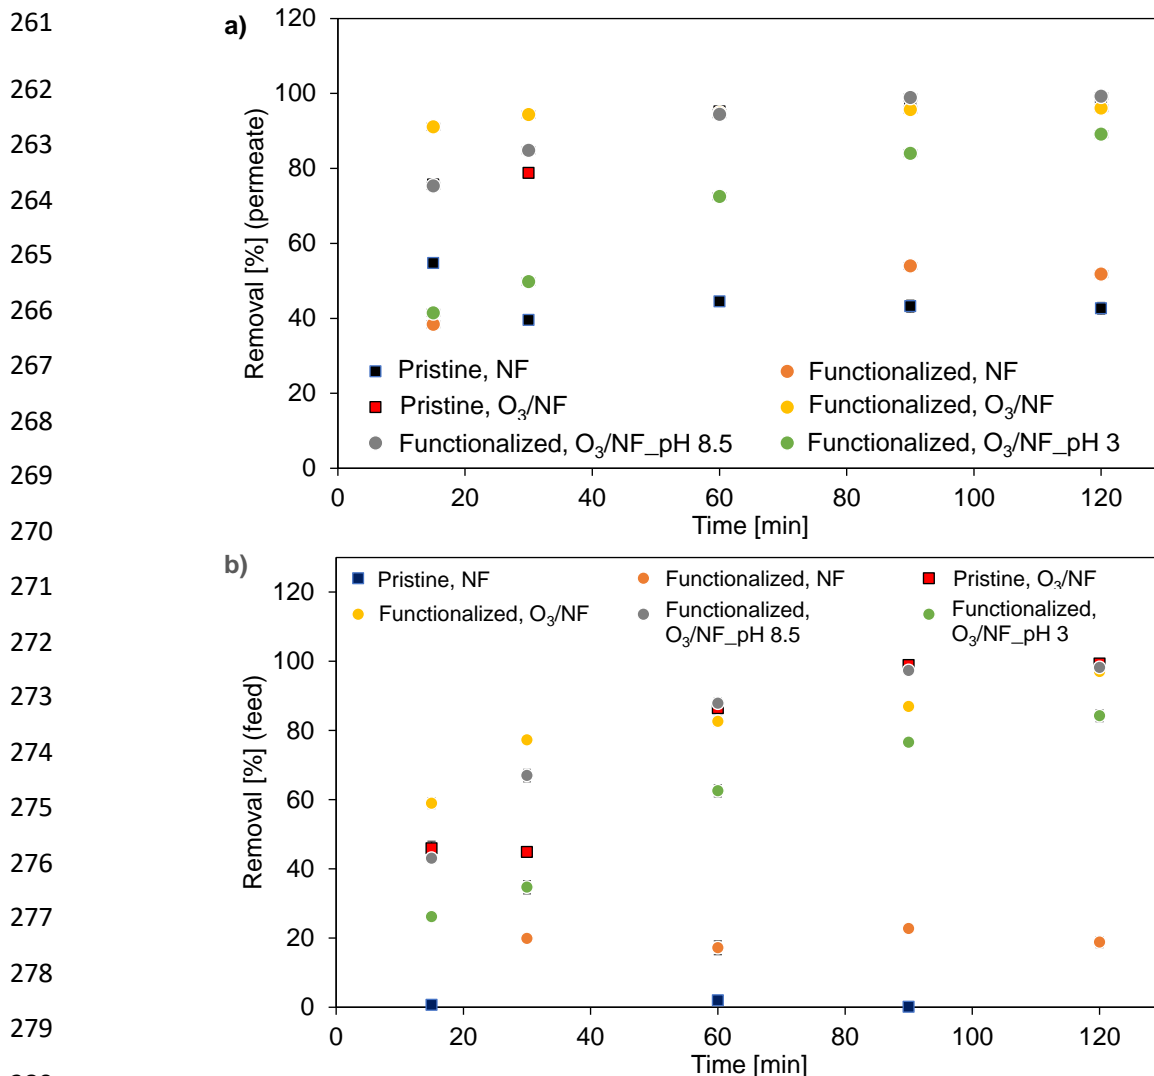 261
262
263
264
265
266
267
268
269
270
271
272
273
274
275
276
277
278
279
a)
Removal [%] (permeate)
120
100
80
60
40
20
0
Pristine, NF
Functionalized, NF
Pristine, O₃/NF
Functionalized, O₃/NF
Functionalized, O₃/NF_pH 8.5
Functionalized, O₃/NF_pH 3
0 20 40 60 80 100 120
Time [min]
b)
Removal [%] (feed)
120
100
80
60
40
20
0
Pristine, NF
Functionalized, NF
Pristine, O₃/NF
Functionalized, O₃/NF
Functionalized,
O₃/NF_pH 8.5
Functionalized,
O₃/NF_pH 3
0 20 40 60 80 100 120
Time [min]